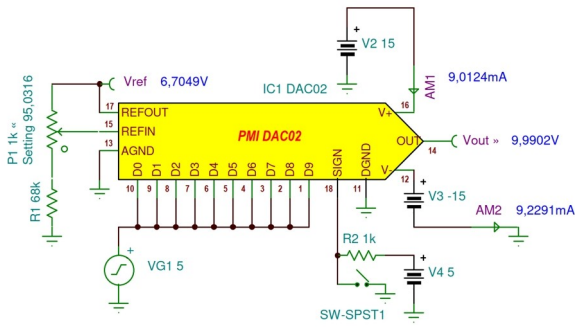 +
V2 15
Vref 6,7049V
IC1 DAC02
AM1
9,0124mA
17 REFOUT
V+ 16
P1 1k «
Setting 95,0316
15 REFIN
PMI DAC02
OUT 14
Vout » 9,9902V
13 AGND
D0 D1 D2 D3 D4 D5 D6 D7 D8 D9 SIGN DGND
V- 12
10 9 8 7 6 5 4 3 2 1 18 11
+
V3 -15
R1 68k
AM2 9,2291mA
R2 1k
+
VG1 5
+
V4 5
SW-SPST1